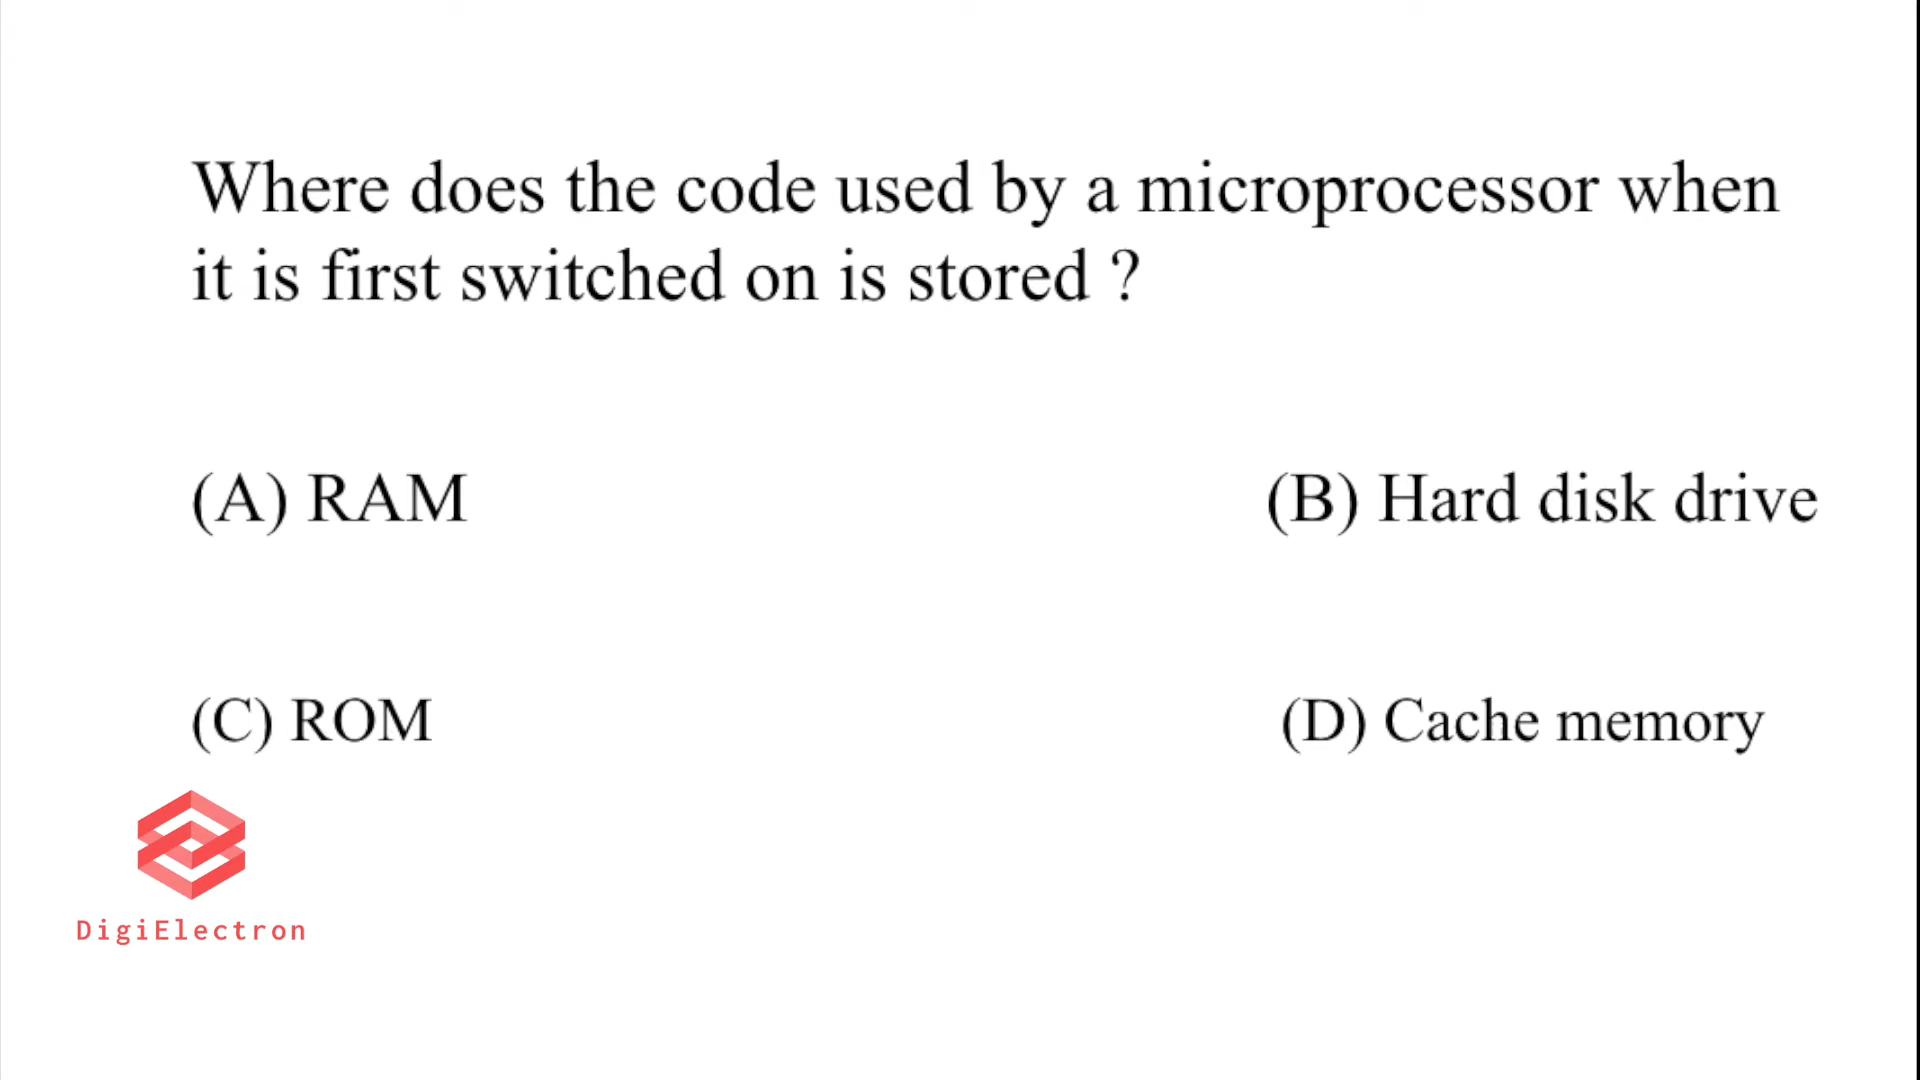 Where does the code used by a microprocessor when
it is first switched on is stored ?
(A) RAM
(B) Hard disk drive
(C) ROM
(D) Cache memory
DigiElectron